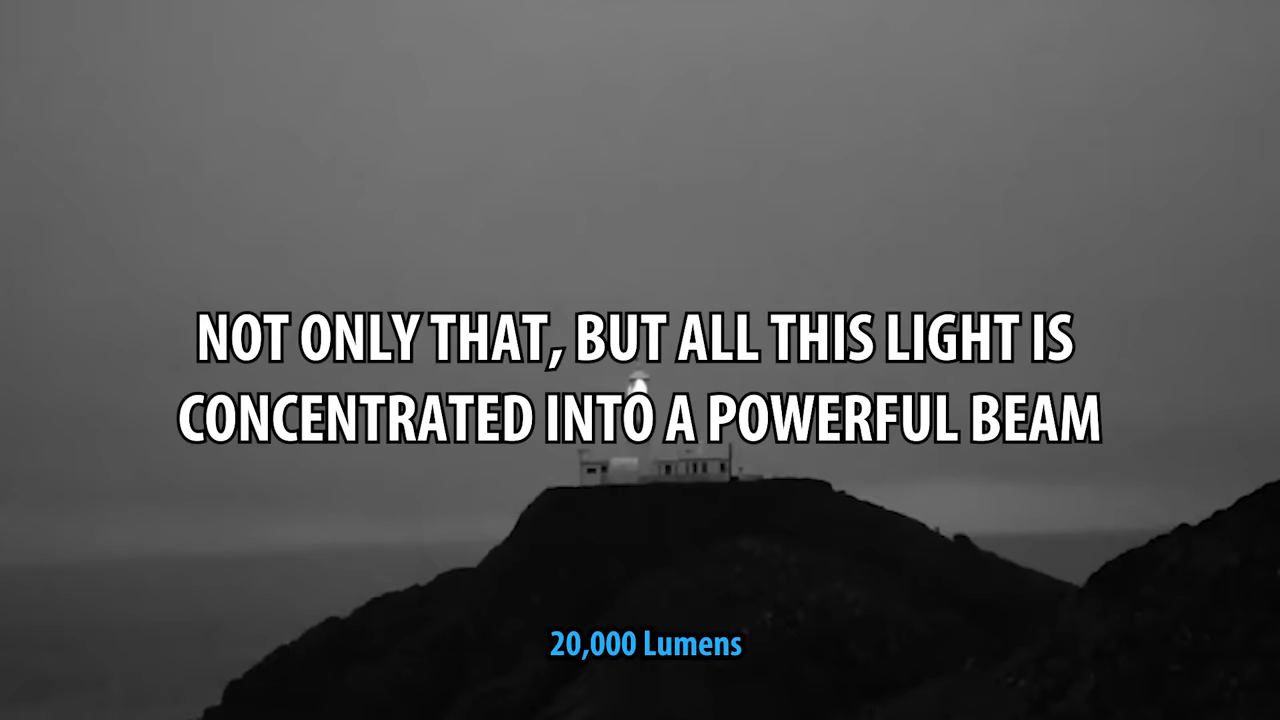 NOT ONLY THAT, BUT ALL THIS LIGHT IS
CONCENTRATED INTO A POWERFUL BEAM
20,000 Lumens